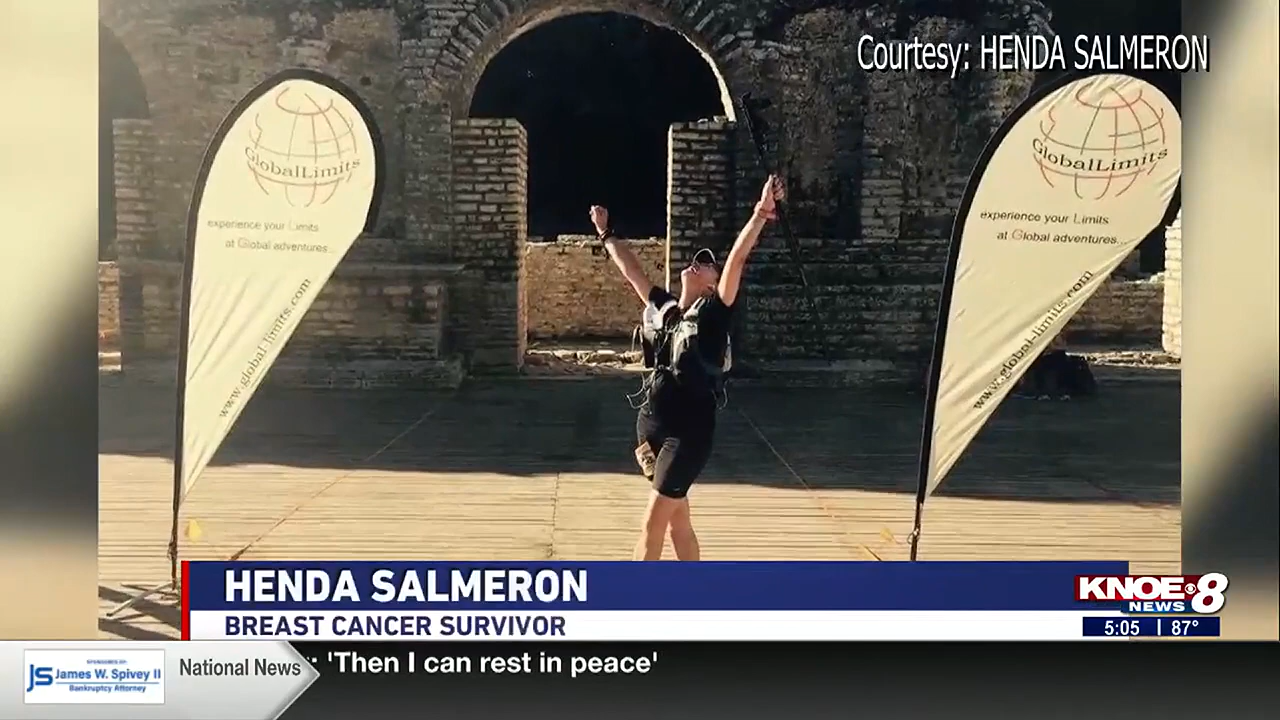 Courtesy: HENDA SALMERON
GlobalLimits
experience your Limits
at Global adventures...
www.global-limits.com
GlobalLimits
experience your Limits
at Global adventures...
www.global-limits.com
HENDA SALMERON
BREAST CANCER SURVIVOR
KNOE 8
NEWS
5:05 | 87°
SPONSORED BY:
JS James W. Spivey II
Bankruptcy Attorney
National News
: 'Then I can rest in peace'